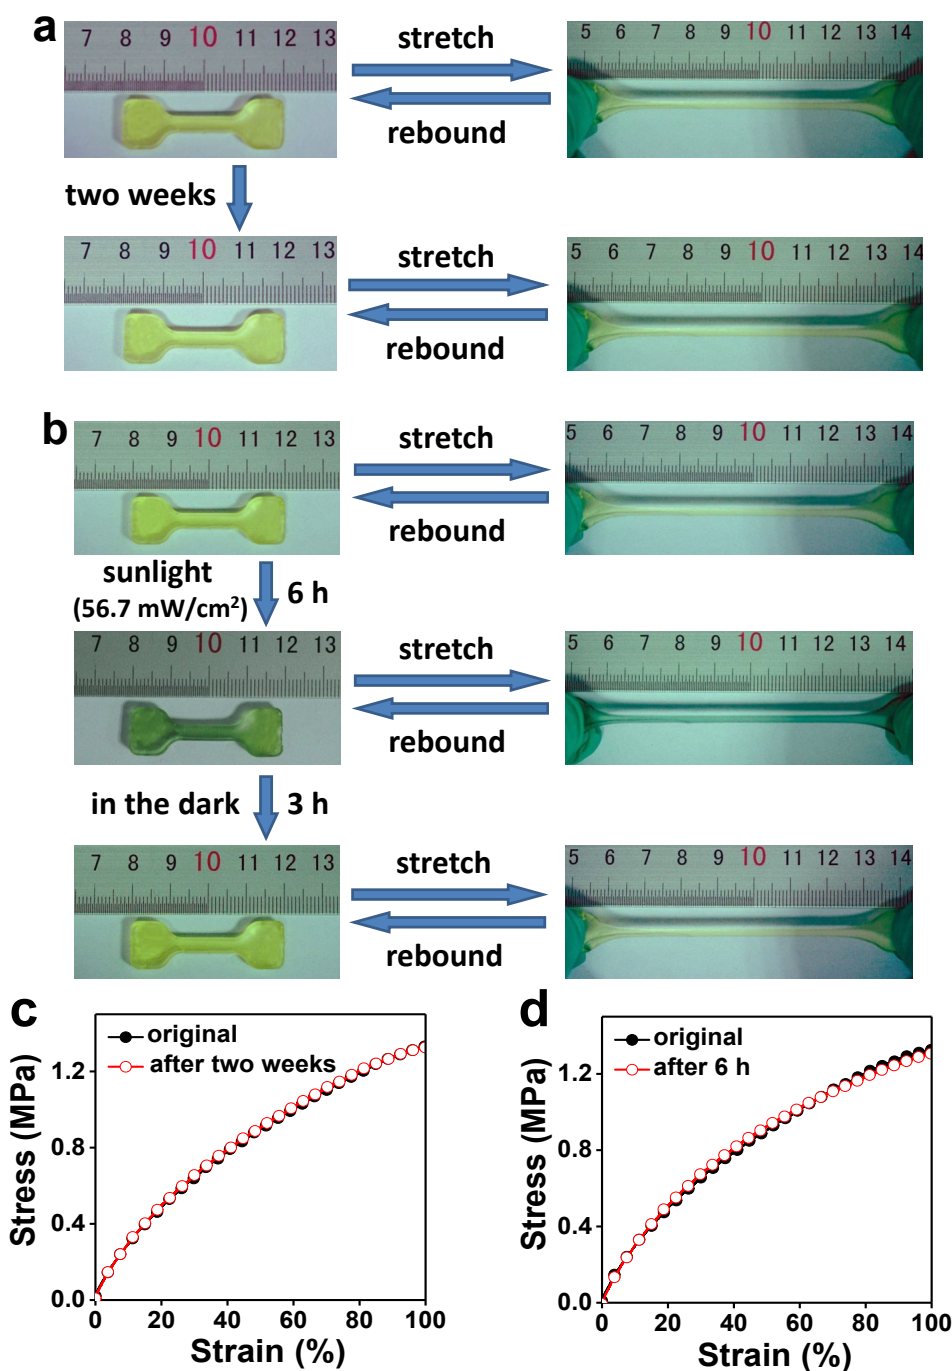 a
7 8 9 10 11 12 13
stretch
rebound
5 6 7 8 9 10 11 12 13
two weeks
7 8 9 10 11 12 13
stretch
rebound
5 6 7 8 9 10 11 12 13 14
b
7 8 9 10 11 12 13
stretch
rebound
5 6 7 8 9 10 11 12 13 14
sunlight
(56.7 mW/cm²)
6 h
7 8 9 10 11 12 13
stretch
rebound
5 6 7 8 9 10 11 12 13 14
in the dark
3 h
7 8 9 10 11 12 13
stretch
rebound
5 6 7 8 9 10 11 12 13 14
c
original
after two weeks
Stress (MPa)
1.2
0.8
0.4
0.0
0 20 40 60 80 100
Strain (%)
d
original
after 6 h
Stress (MPa)
1.2
0.8
0.4
0.0
0 20 40 60 80 100
Strain (%)